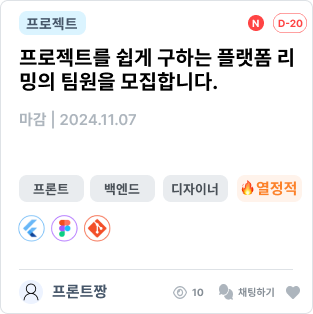 프로젝트
N
D-20
프로젝트를 쉽게 구하는 플랫폼 리
밍의 팀원을 모집합니다.
마감 | 2024.11.07
프론트
백엔드
디자이너
🔥열정적
프론트짱
10
채팅하기